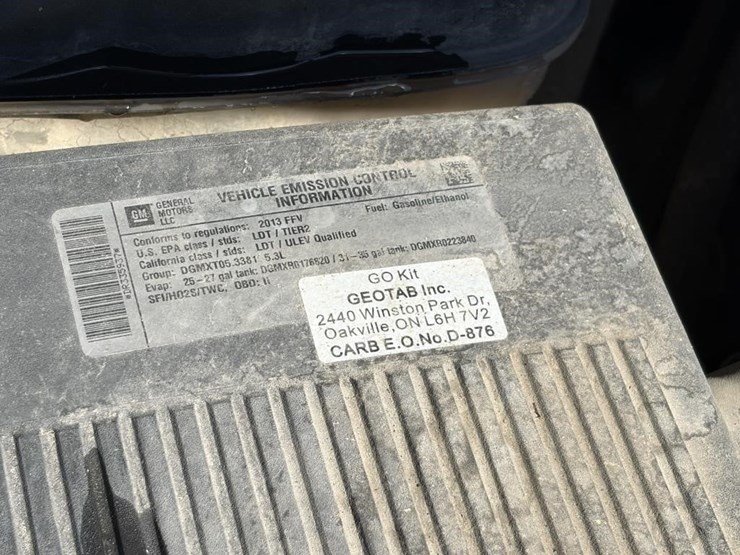 GM
GENERAL
MOTORS
LLC
VEHICLE EMISSION CONTROL
INFORMATION
Conforms to regulations: 2013 FFV
Fuel: Gasoline/Ethanol
U.S. EPA class / stds: LDT / TIER2
California class / stds: LDT / ULEV Qualified
Group: DGMXT05.3381 5.3L
Evap: 25-27 gal tank: DGMXR0176820 / 31-35 gal tank: DGMXR0223840
SFI/HO2S/TWC, OBD: II
GO Kit
GEOTAB Inc.
2440 Winston Park Dr,
Oakville, ON L6H 7V2
CARB E.O.No.D-876